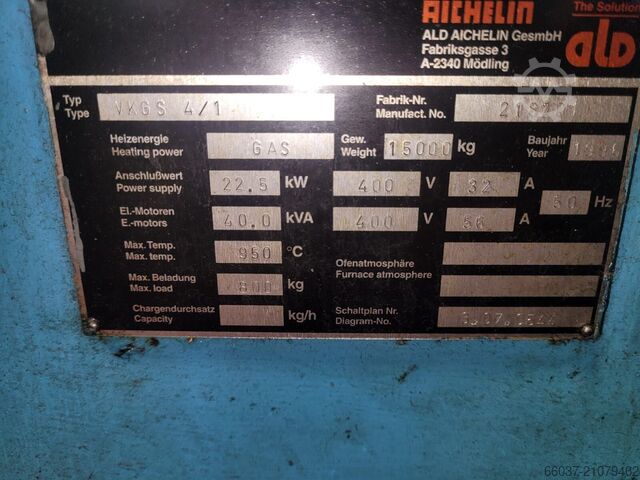 AICHELIN
The Solution
ALD AICHELIN GesmbH
Fabriksgasse 3
A-2340 Mödling
ald
Typ VKGS 4/1 Fabrik-Nr.
Type Manufact. No.
Heizenergie GAS Gew. 15000 kg Baujahr
Heating power Weight Year
Anschlußwert 22.5 kW 400 V 32 A 50 Hz
Power supply
El.-Motoren 40.0 kVA 400 V 56 A
E.-motors
Max. Temp. 950 °C Ofenatmosphäre
Max. temp. Furnace atmosphere
Max. Beladung 800 kg
Max. load
Chargendurchsatz kg/h Schaltplan Nr.
Capacity Diagram-No.
66037-21079462